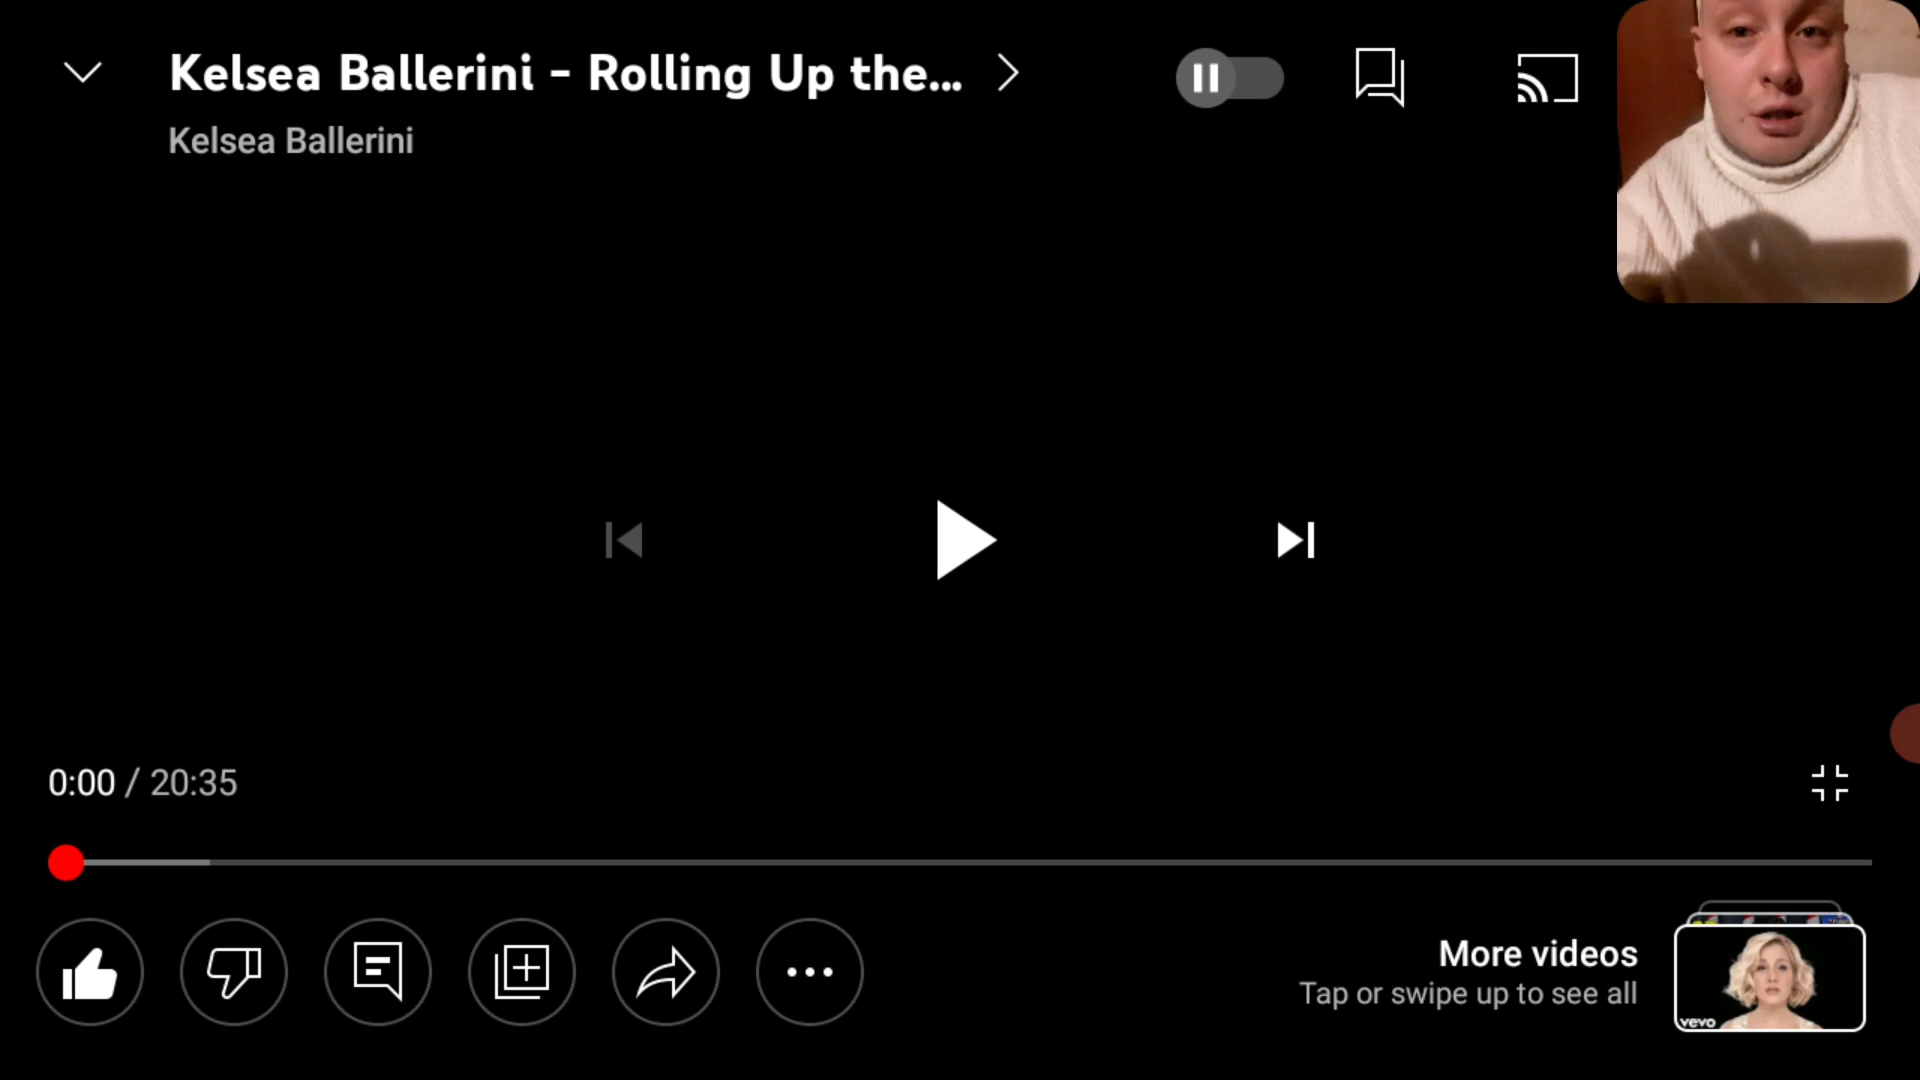 Kelsea Ballerini - Rolling Up the...
Kelsea Ballerini
0:00 / 20:35
More videos
Tap or swipe up to see all
vevo